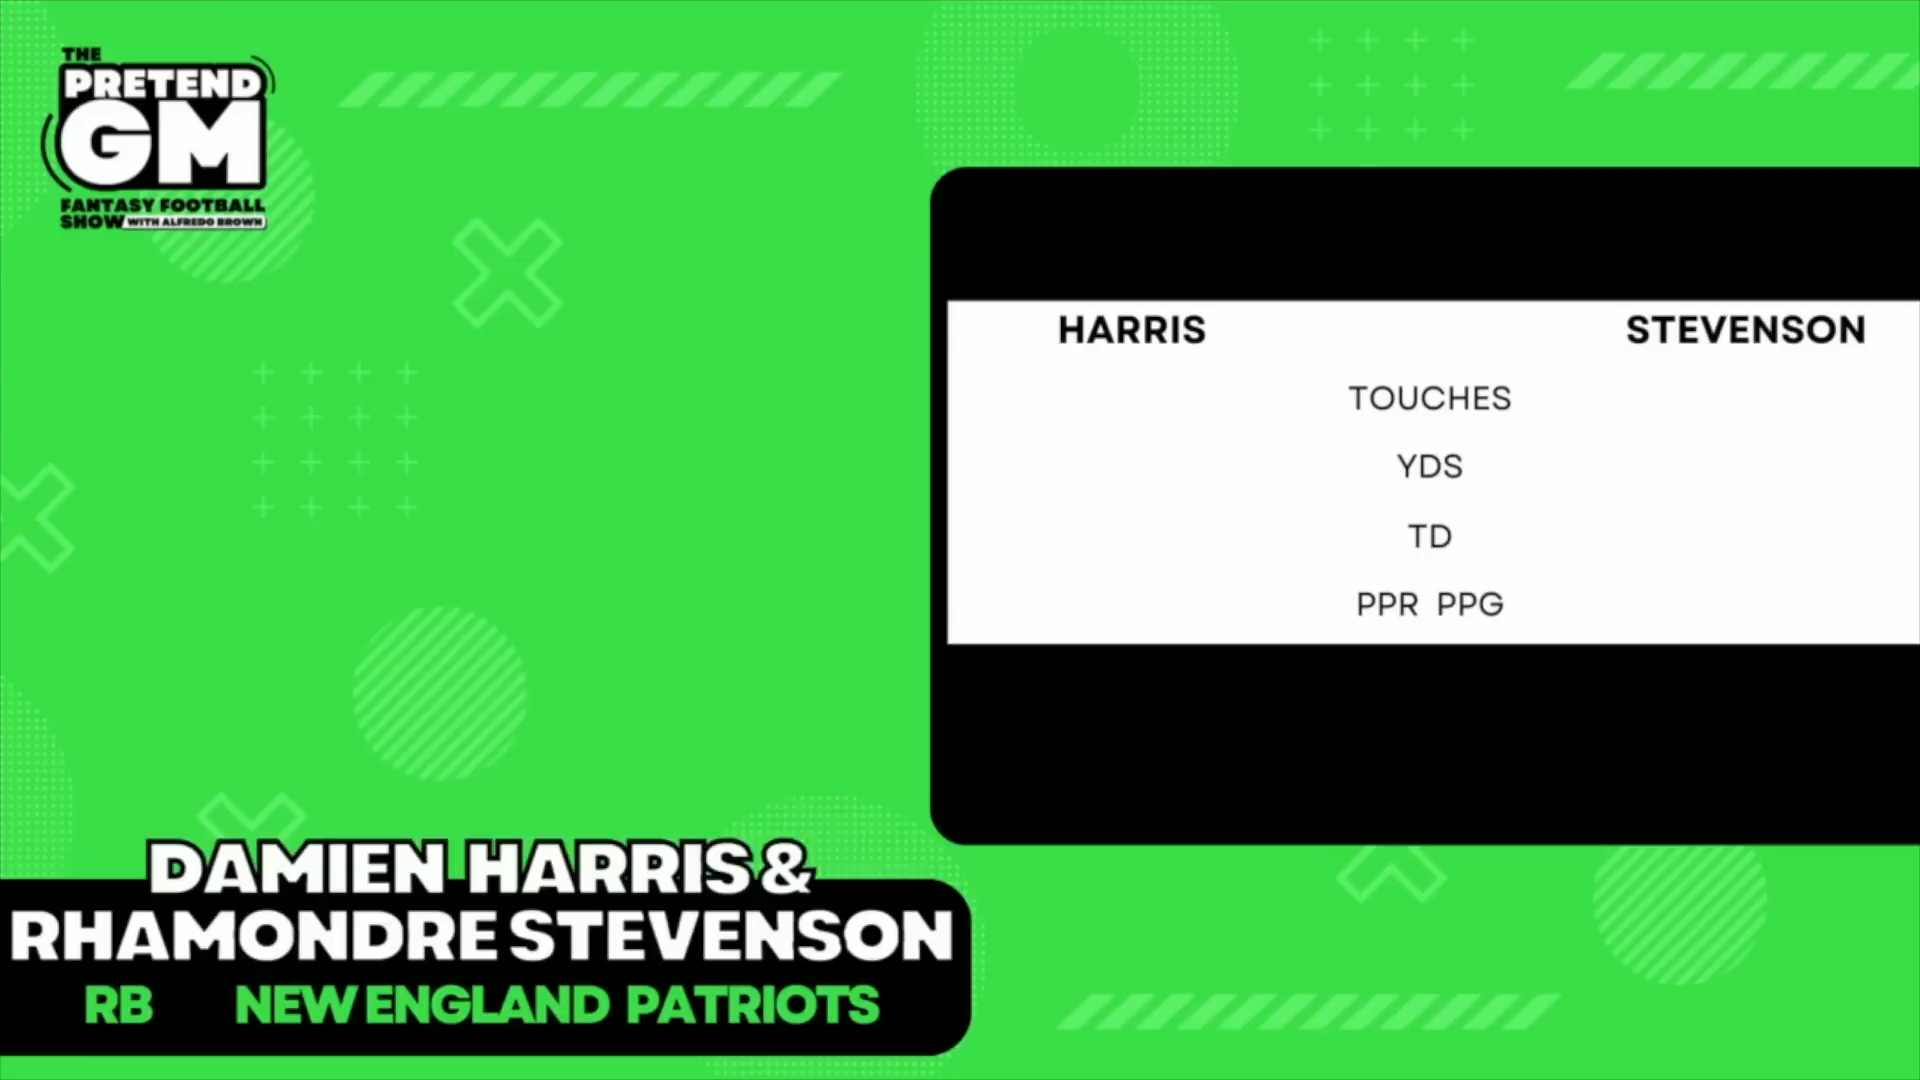 THE
PRETEND
GM
FANTASY FOOTBALL
SHOW WITH ALFREDO BROWN
HARRIS STEVENSON
TOUCHES
YDS
TD
PPR PPG
DAMIEN HARRIS &
RHAMONDRE STEVENSON
RB NEW ENGLAND PATRIOTS